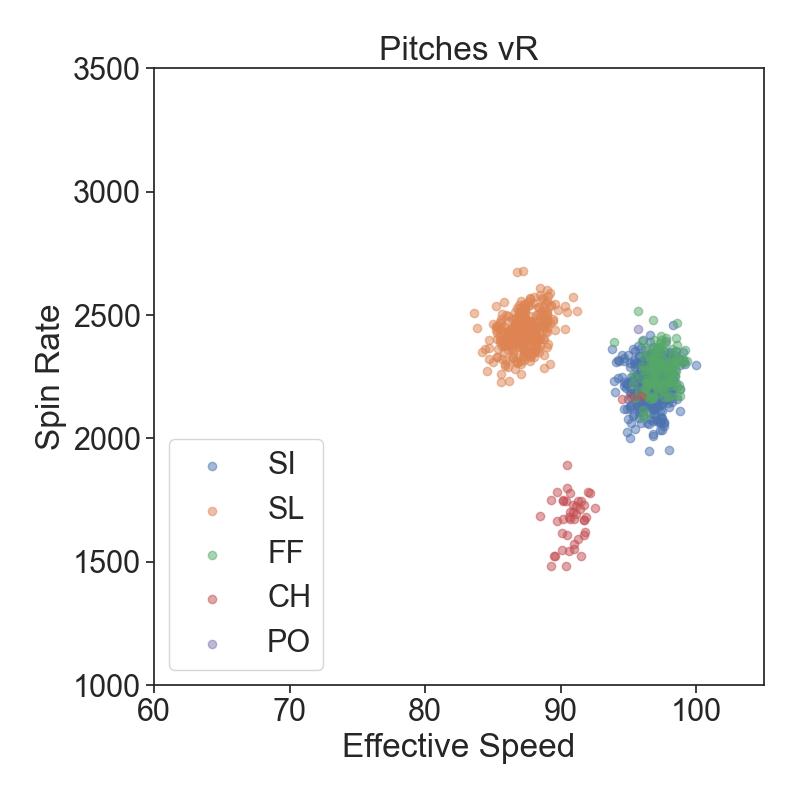 Pitches vR
3500
3000
2500
2000
1500
1000
Spin Rate
SI
SL
FF
CH
PO
60 70 80 90 100
Effective Speed